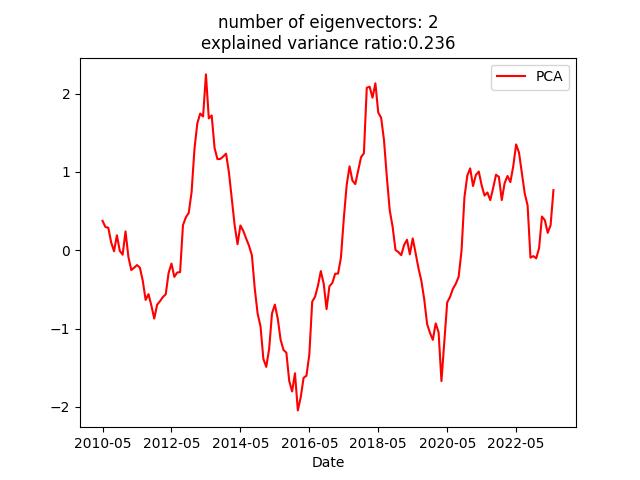 number of eigenvectors: 2
explained variance ratio:0.236
PCA
2
1
0
−1
−2
2010-05 2012-05 2014-05 2016-05 2018-05 2020-05 2022-05
Date